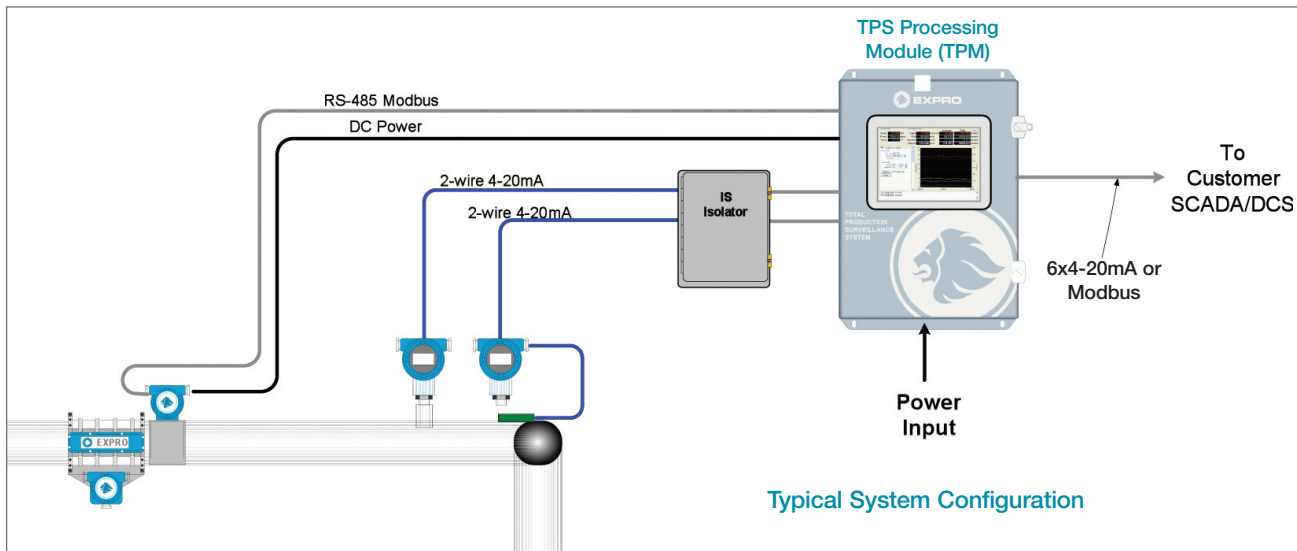 TPS Processing
Module (TPM)
RS-485 Modbus
DC Power
EXPRO
2-wire 4-20mA
2-wire 4-20mA
IS
Isolator
To
Customer
SCADA/DCS
TOTAL
PRODUCTION
SURVEILLANCE
SYSTEM
6x4-20mA or
Modbus
Power
Input
EXPRO
Typical System Configuration